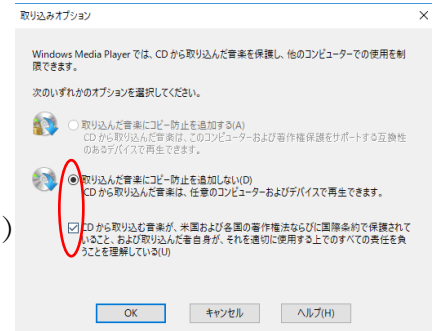 取り込みオプション
Windows Media Player では、CD から取り込んだ音楽を保護し、他のコンピューターでの使用を制
限できます。
次のいずれかのオプションを選択してください。
取り込んだ音楽にコピー防止を追加する(A)
CD から取り込んだ音楽は、このコンピューターおよび著作権保護をサポートする互換性
のあるデバイスで再生できます。
取り込んだ音楽にコピー防止を追加しない(D)
CD から取り込んだ音楽は、任意のコンピューターおよびデバイスで再生できます。
)
CD から取り込む音楽が、米国および各国の著作権法ならびに国際条約で保護されて
いること、および取り込んだ者自身が、それを適切に使用する上でのすべての責任を負
うことを理解している(U)
OK
キャンセル
ヘルプ(H)